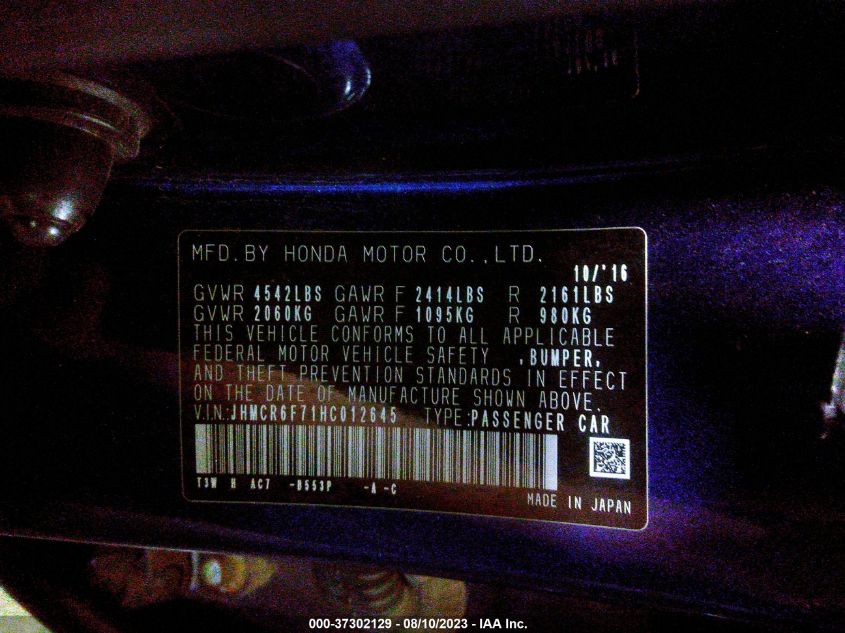 MFD. BY HONDA MOTOR CO., LTD.
10/'16
GVWR 4542LBS GAWR F 2414LBS R 2161LBS
GVWR 2060KG GAWR F 1095KG R 980KG
THIS VEHICLE CONFORMS TO ALL APPLICABLE
FEDERAL MOTOR VEHICLE SAFETY ,BUMPER,
AND THEFT PREVENTION STANDARDS IN EFFECT
ON THE DATE OF MANUFACTURE SHOWN ABOVE.
V.IN:JHMCR6F71HC012645 TYPE:PASSENGER CAR
T3W H AC7 -B553P -A -C
MADE IN JAPAN
000-37302129 - 08/10/2023 - IAA Inc.